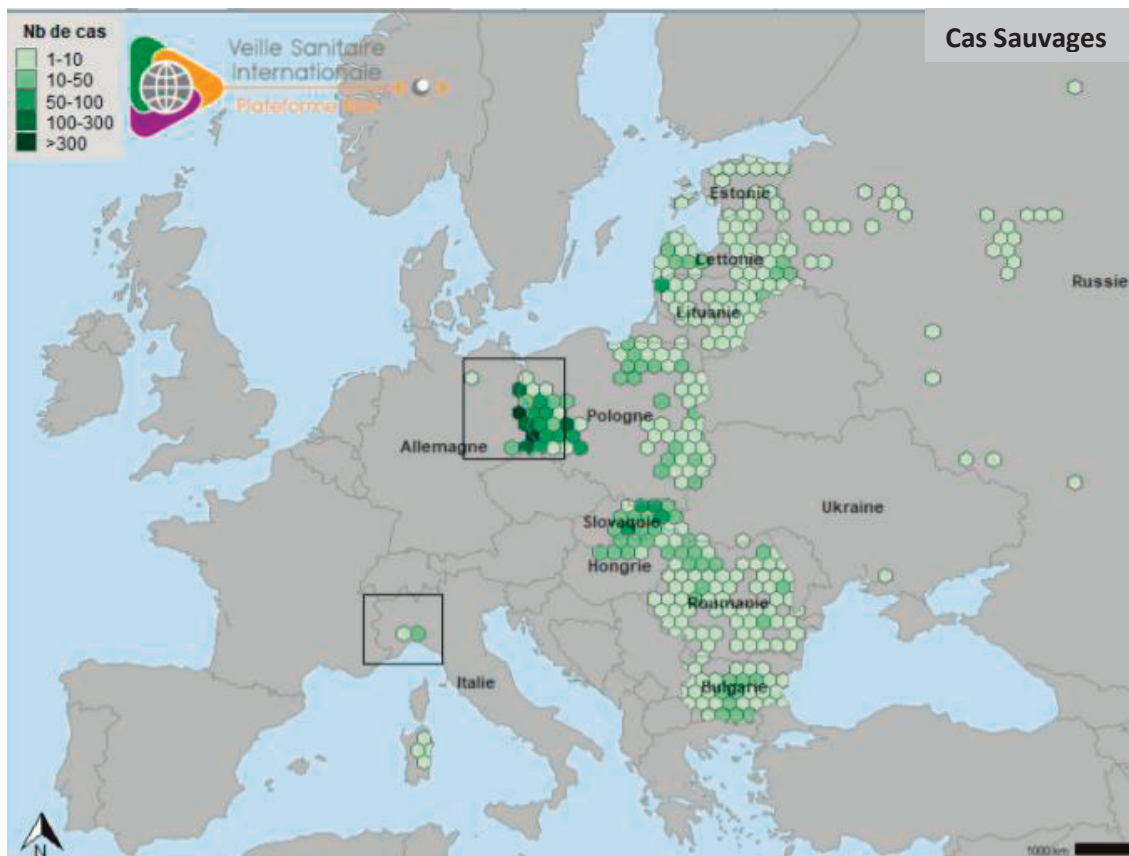 Nb de cas
1-10
10-50
50-100
100-300
>300
Veille Sanitaire
Internationale
Plateforme
Cas Sauvages
Estonie
Lettonie
Russie
Lituanie
Pologne
Allemagne
Ukraine
Slovaquie
Hongrie
Roumanie
Italie
Bulgarie
N
1000 km